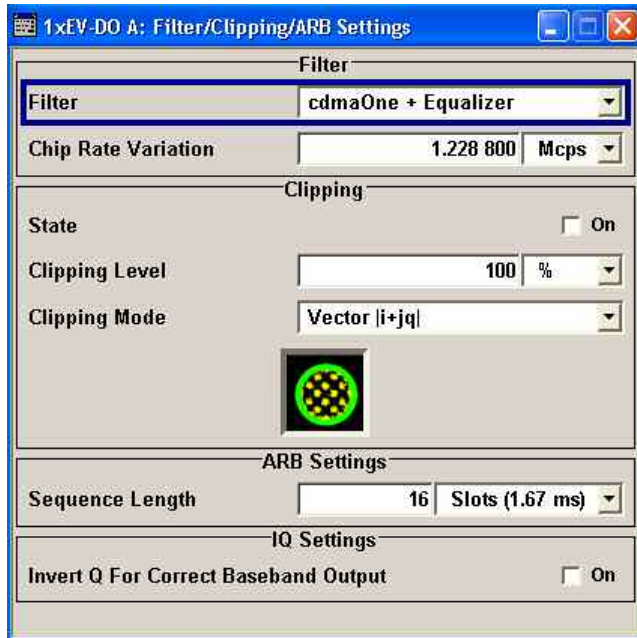 1xEV-DO A: Filter/Clipping/ARB Settings
Filter
Filter cdmaOne + Equalizer
Chip Rate Variation 1.228 800 Mcps
Clipping
State On
Clipping Level 100 %
Clipping Mode Vector |i+jq|
ARB Settings
Sequence Length 16 Slots (1.67 ms)
IQ Settings
Invert Q For Correct Baseband Output On